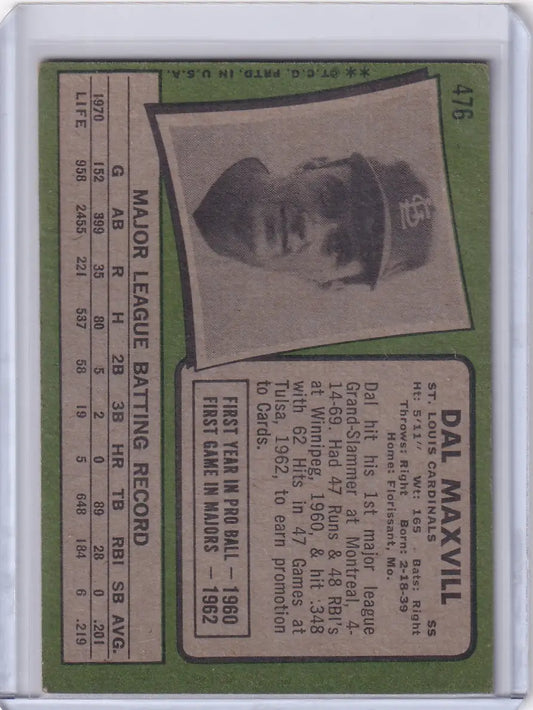 476
***©T.C.G. PRTD. IN U.S.A.
DAL MAXVILL SS
ST. LOUIS CARDINALS
Ht: 5'11" Wt: 165 Bats: Right
Throws: Right Born: 2-18-39
Home: Florissant, Mo.
Dal hit his 1st major league
Grand-Slammer at Montreal, 4-
14-69. Had 47 Runs & 48 RBI's
at Winnipeg, 1960, & hit .348
with 62 Hits in 47 Games at
Tulsa, 1962, to earn promotion
to Cards.
FIRST YEAR IN PRO BALL — 1960
FIRST GAME IN MAJORS — 1962
MAJOR LEAGUE BATTING RECORD
G AB R H 2B 3B HR TB RBI SB AVG.
1970 152 399 35 80 5 2 0 89 28 0 .201
LIFE 958 2455 221 537 58 19 5 648 184 6 .219